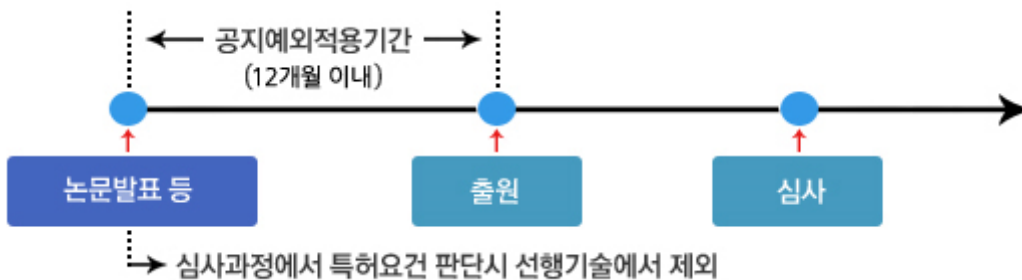 공지예외적용기간
(12개월 이내)
논문발표 등
출원
심사
심사과정에서 특허요건 판단시 선행기술에서 제외